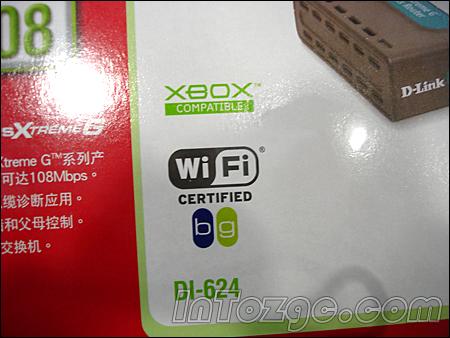 08
XTREME G
Xtreme G™系列产
可达108Mbps。
缆诊断应用。
和父母控制。
交换机。
XBOX™
COMPATIBLE
Wi Fi®
CERTIFIED
b g
DI-624
Router
D-Link
intozgc.com